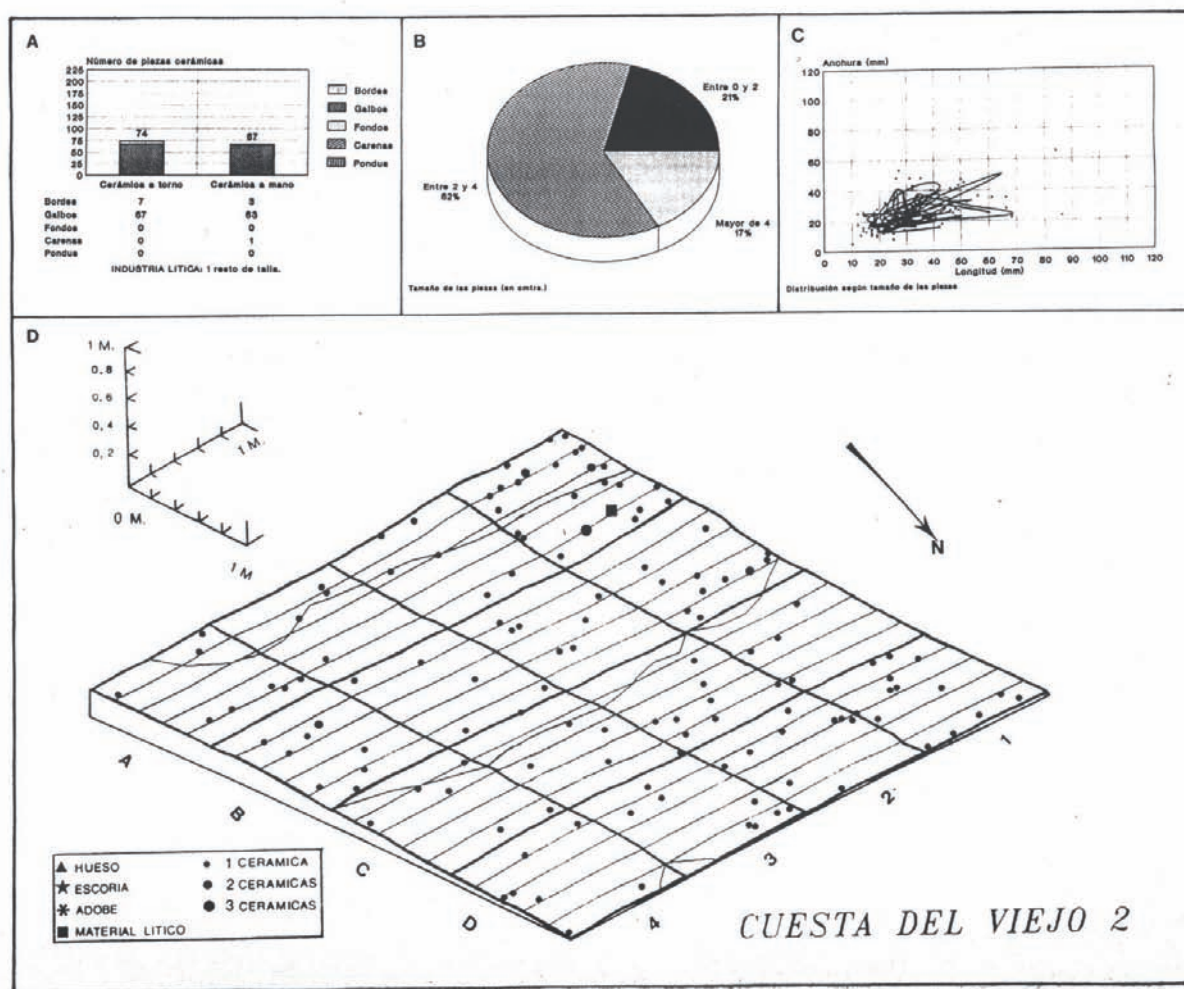 A
Número de piezas cerámicas
225
200
175
150
125
100
75
50
25
0
74
67
Cerámica a torno Cerámica a mano
Bordes
Galbos
Fondos
Carenas
Pondus
Bordes 7 3
Galbos 67 63
Fondos 0 0
Carenas 0 1
Pondus 0 0
INDUSTRIA LITICA: 1 resto de talla.
B
Entre 0 y 2
21%
Entre 2 y 4
62%
Mayor de 4
17%
Tamaño de las piezas (en cmtrs.)
C
Anchura (mm)
120
100
80
60
40
20
0
0 10 20 30 40 50 60 70 80 90 100 110 120
Longitud (mm)
Distribución según tamaño de las piezas
D
1 M.
0.8
0.6
0.4
0.2
0 M.
1 M.
1 M
N
A
B
C
D
1
2
3
4
HUESO
ESCORIA
ADOBE
MATERIAL LITICO
1 CERAMICA
2 CERAMICAS
3 CERAMICAS
CUESTA DEL VIEJO 2